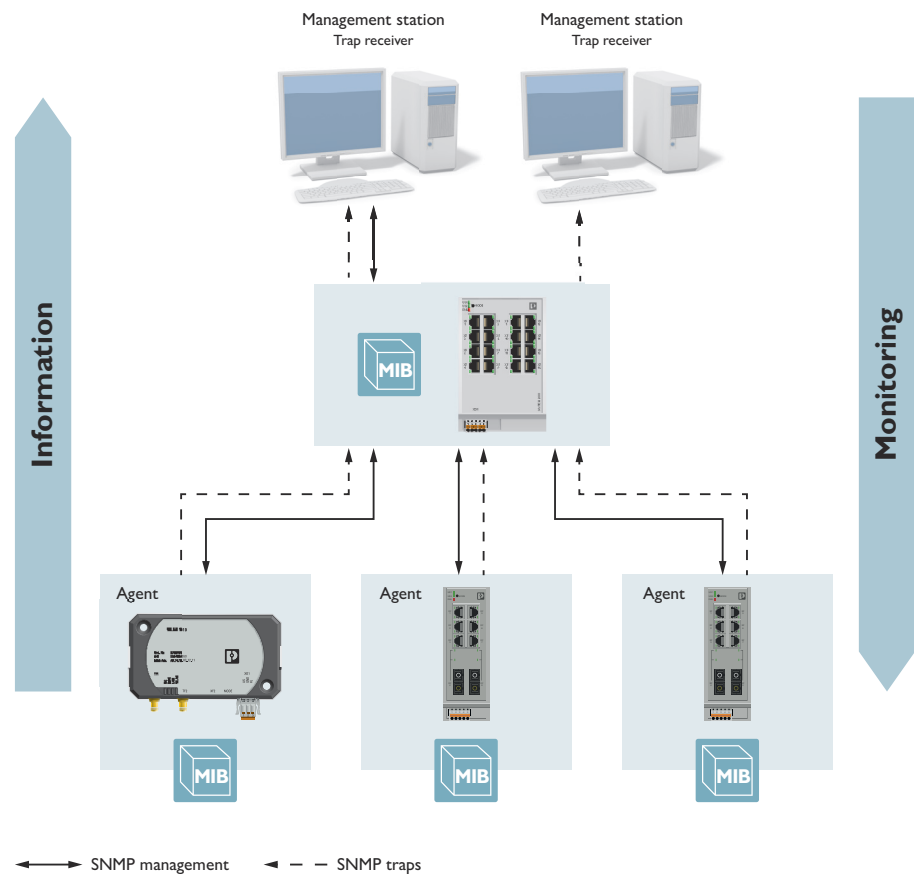 Management station
Trap receiver
Management station
Trap receiver
Information
Monitoring
MIB
Agent
Agent
Agent
MIB
MIB
MIB
SNMP management
SNMP traps